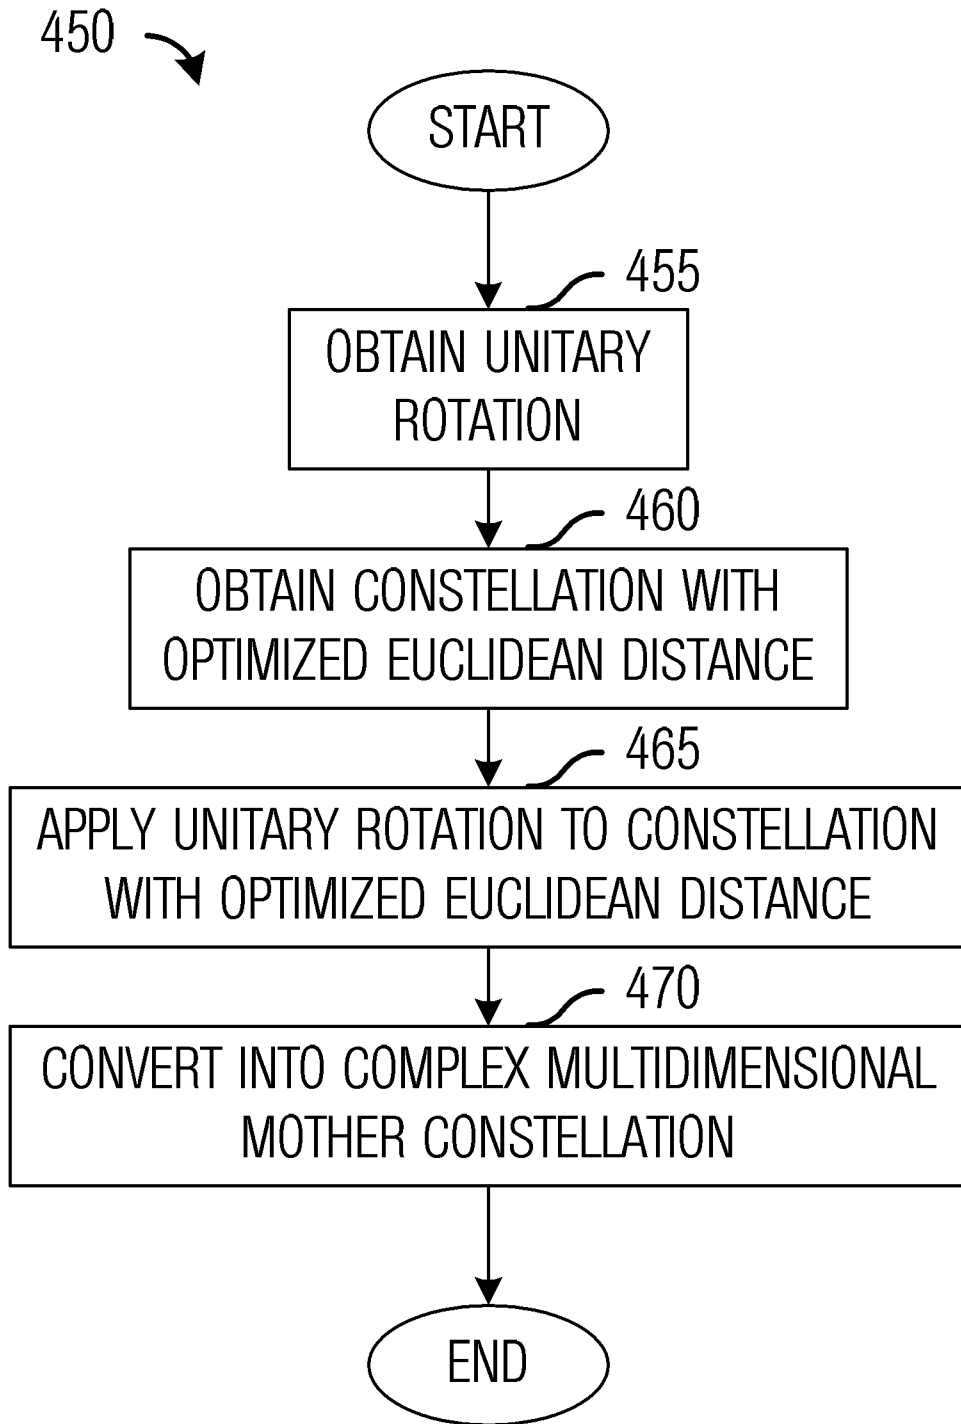 450
START
455
OBTAIN UNITARY
ROTATION
460
OBTAIN CONSTELLATION WITH
OPTIMIZED EUCLIDEAN DISTANCE
465
APPLY UNITARY ROTATION TO CONSTELLATION
WITH OPTIMIZED EUCLIDEAN DISTANCE
470
CONVERT INTO COMPLEX MULTIDIMENSIONAL
MOTHER CONSTELLATION
END